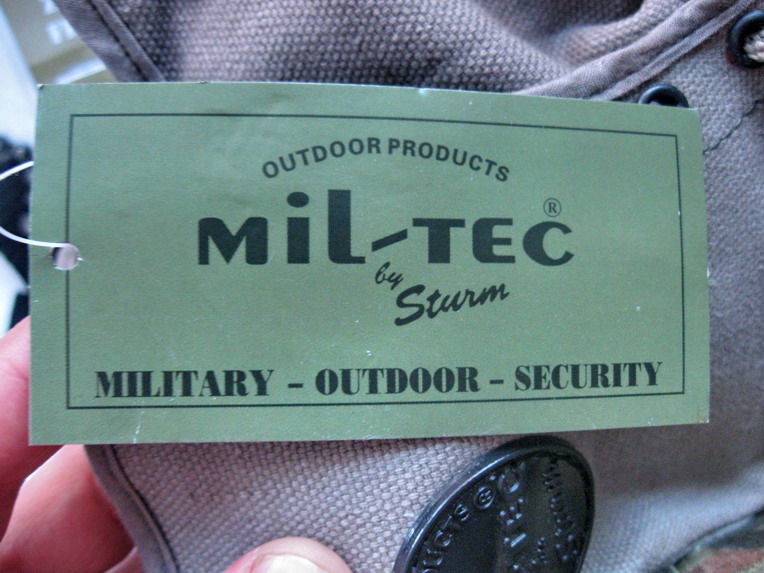 OUTDOOR PRODUCTS
MiL-TEC®
by
Sturm
MILITARY – OUTDOOR – SECURITY